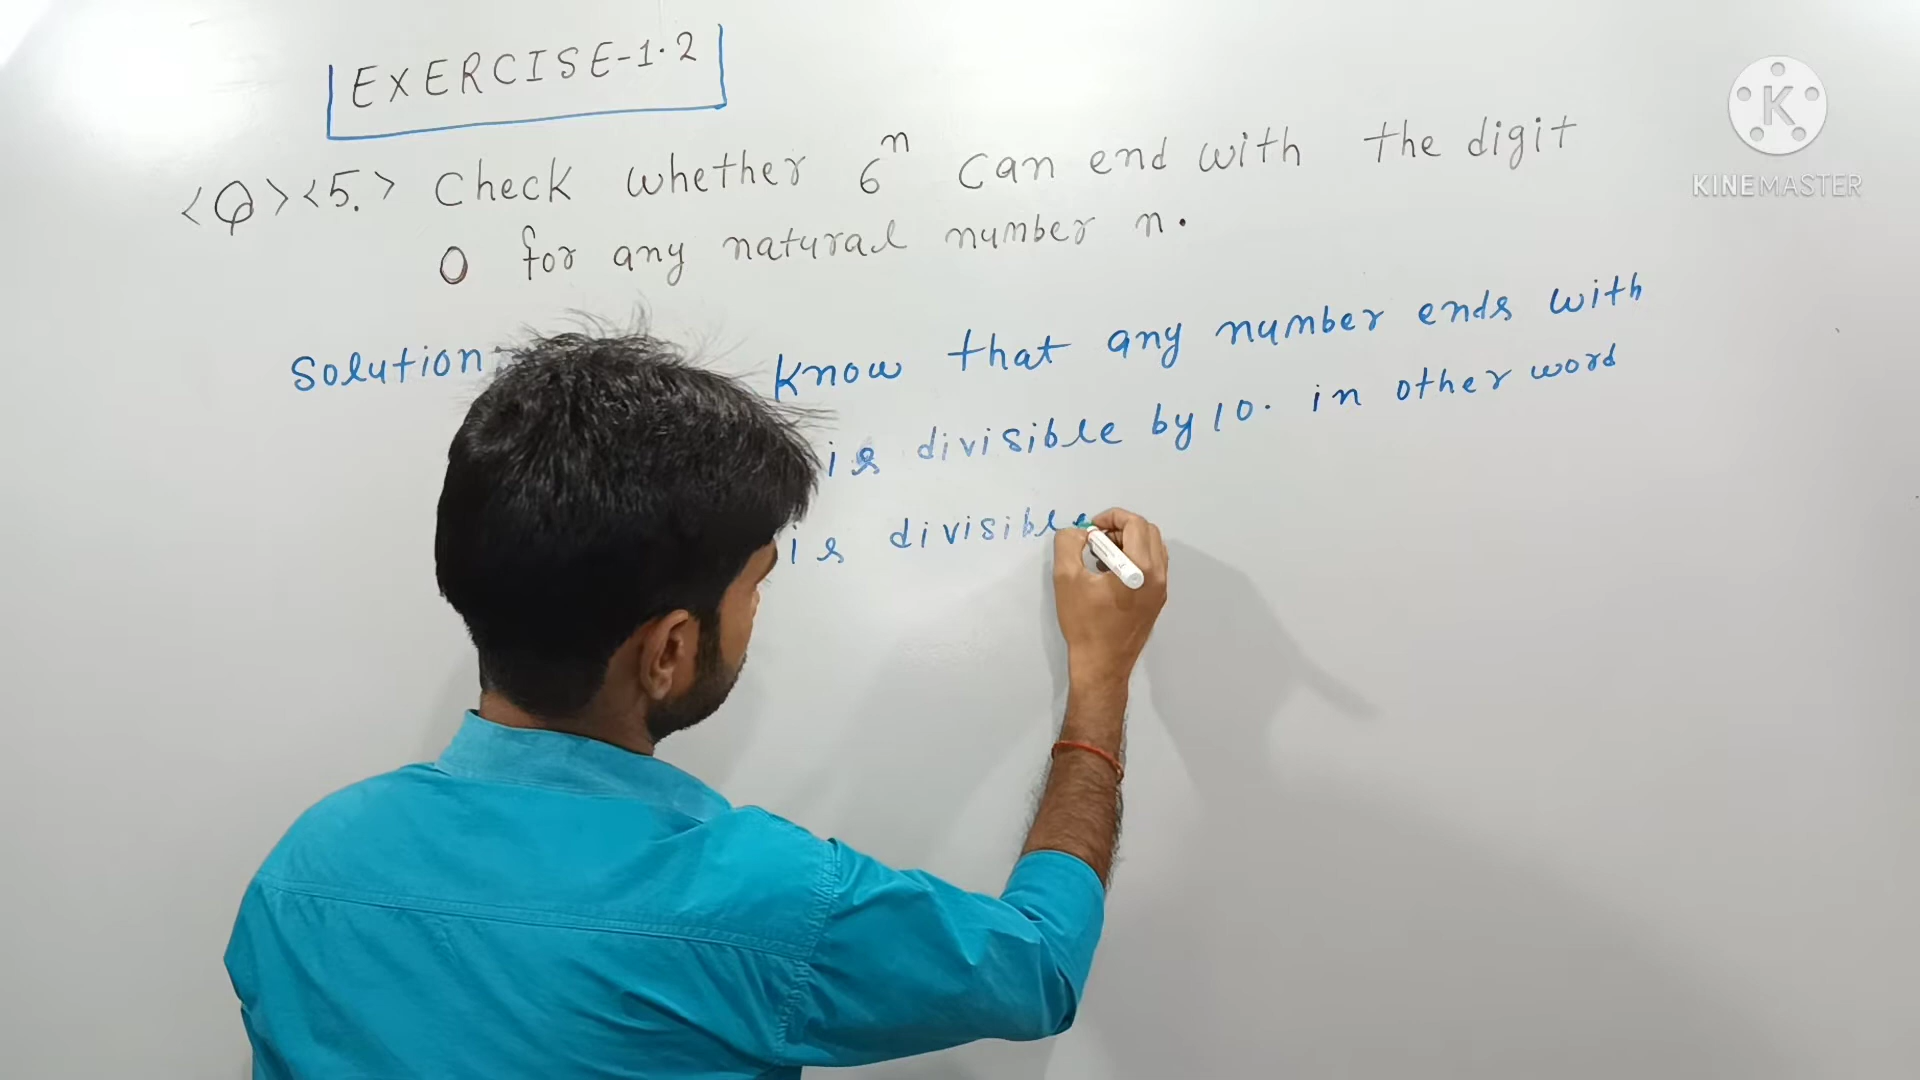 EXERCISE-1.2
<Q><5.> Check whether 6^n can end with the digit
0 for any natural number n.
Solution: know that any number ends with
is divisible by 10. in other word
is divisible
KINEMASTER